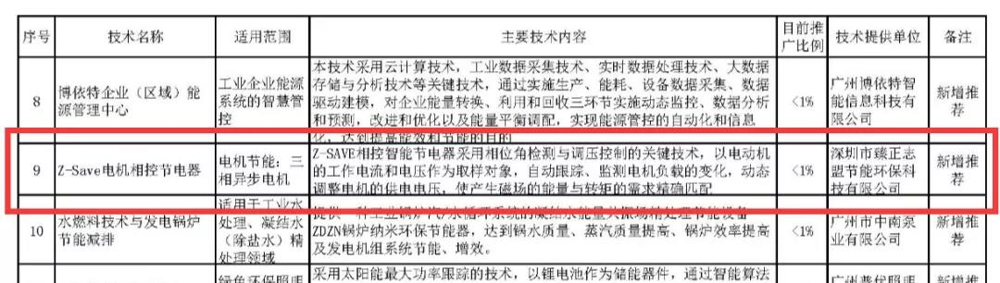 序号 技术名称 适用范围 主要技术内容 目前推广比例 技术提供单位 备注
8
博依特企业（区域）能
源管理中心
工业企业能源
系统的智慧管
控
本技术采用云计算技术，工业数据采集技术、实时数据处理技术、大数据
存储与分析技术等关键技术，通过实施生产、能耗、设备数据采集、数据
驱动建模，对企业能量转换、利用和回收三环节实施动态监控、数据分析
和预测，改进和优化以及能量平衡调配，实现能源管控的自动化和信息
化，达到提高能效和节能的目的
<1%
广州博依特智
能信息科技有
限公司
新增推
荐
9
Z-Save电机相控节电器
电机节能：三
相异步电机
Z-SAVE相控智能节电器采用相位角检测与调压控制的关键技术，以电动机
的工作电流和电压作为取样对象，自动跟踪、监测电机负载的变化，动态
调整电机的供电电压，使产生磁场的能量与转矩的需求精确匹配
<1%
深圳市臻正志
盟节能环保科
技有限公司
新增推
荐
10
水燃料技术与发电锅炉
节能减排
适用于工业水
处理、凝结水
（除盐水）精
处理领域
ZDZN锅炉纳米环保节能器，达到锅水质量、蒸汽质量提高、锅炉效率提高
及发电机组系统节能、增效。
<1%
广州市中南泵
业有限公司
新增推
荐
绿色环保照明
采用太阳能最大功率跟踪的技术，以锂电池作为储能器件，通过智能算法
新增推